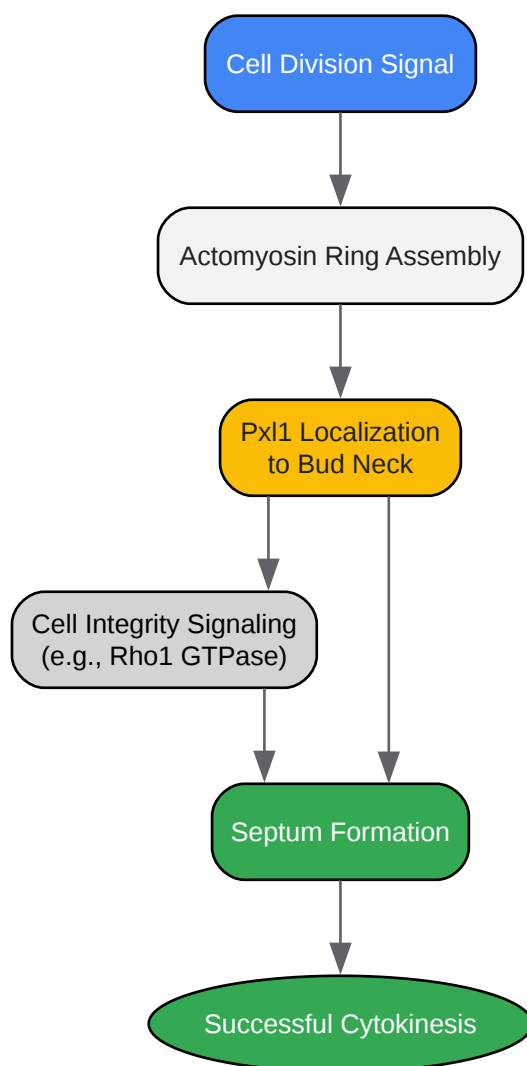 Cell Division Signal
Actomyosin Ring Assembly
Pxl1 Localization
to Bud Neck
Cell Integrity Signaling
(e.g., Rho1 GTPase)
Septum Formation
Successful Cytokinesis